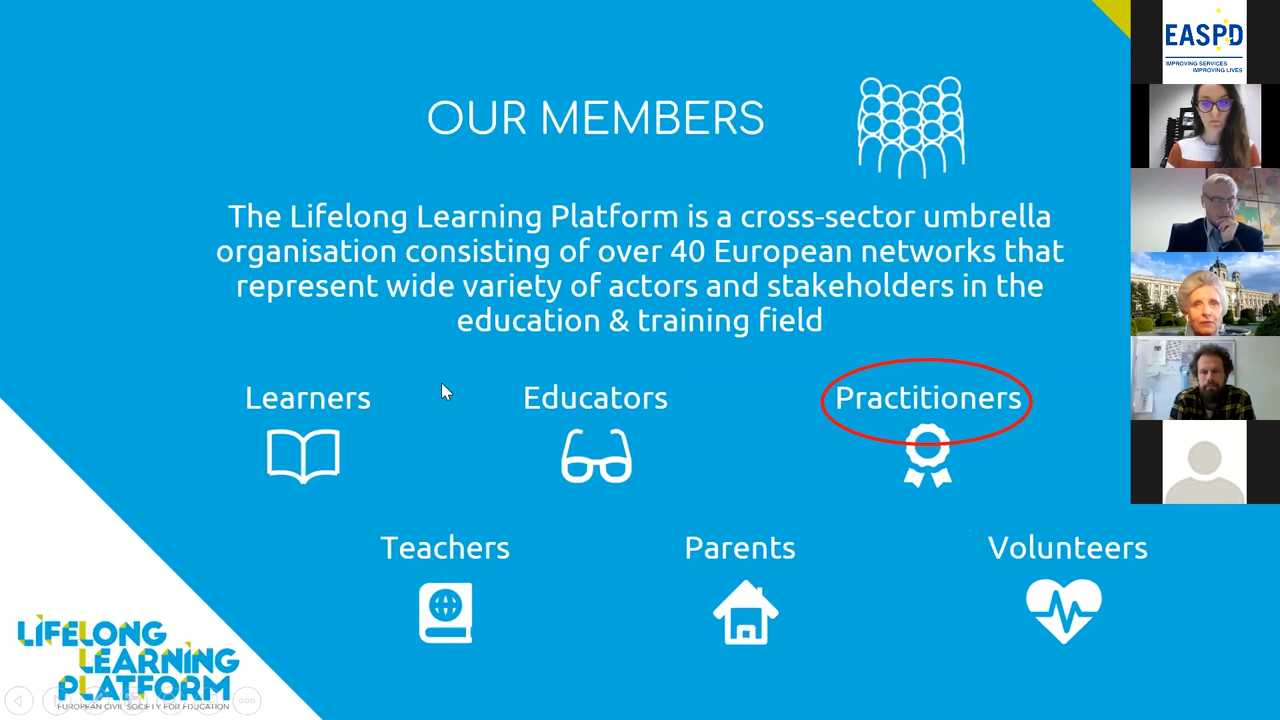 EASPD
IMPROVING SERVICES
IMPROVING LIVES
OUR MEMBERS
The Lifelong Learning Platform is a cross-sector umbrella
organisation consisting of over 40 European networks that
represent wide variety of actors and stakeholders in the
education & training field
Learners
Educators
Practitioners
Teachers
Parents
Volunteers
LIFELONG
LEARNING
PLATFORM
EUROPEAN CIVIL SOCIETY FOR EDUCATION